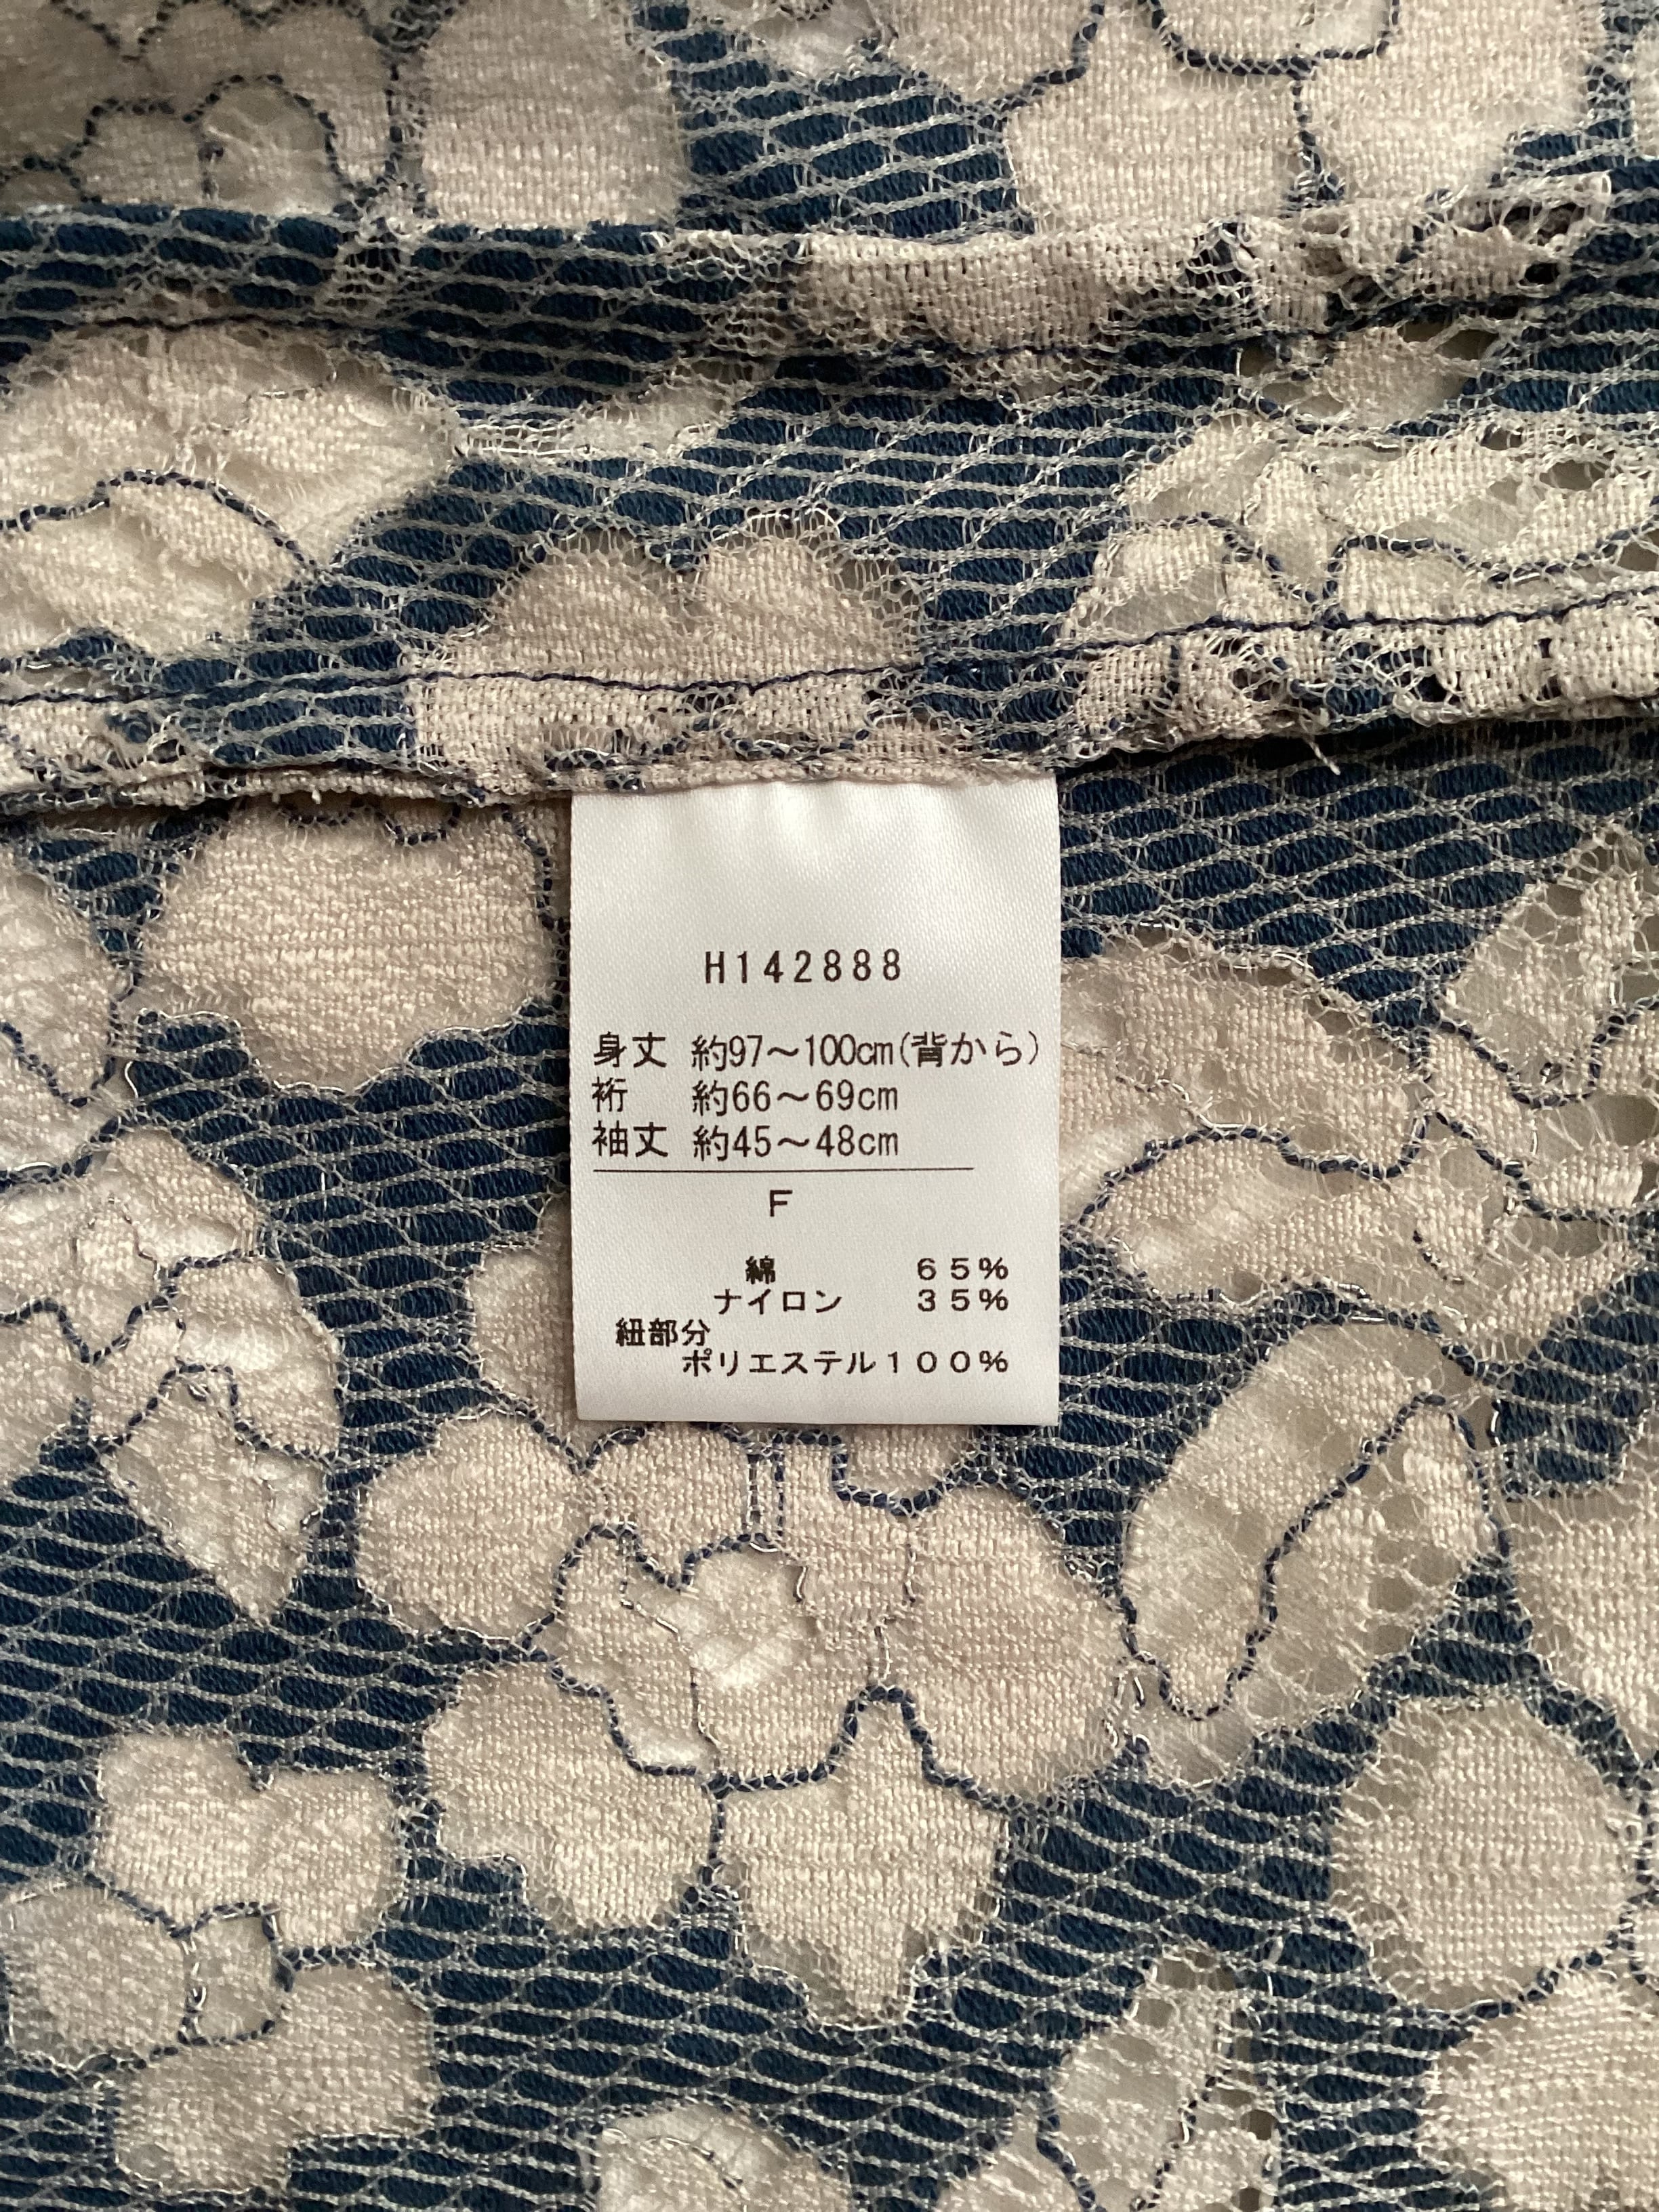 H142888
身丈 約97～100cm(背から)
裄 約66～69cm
袖丈 約45～48cm
F
綿 65%
ナイロン 35%
紐部分
ポリエステル100%